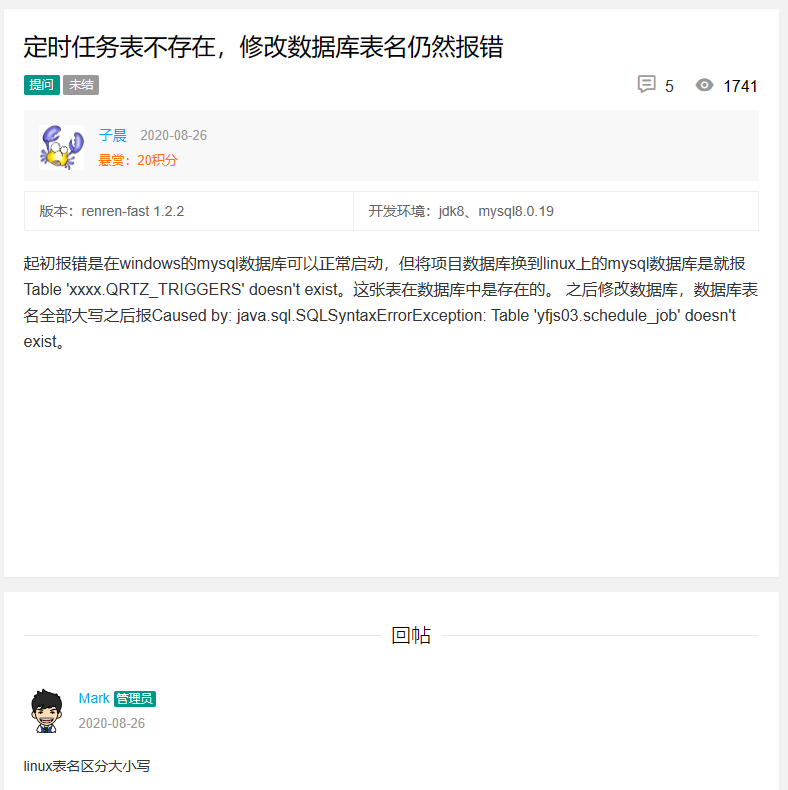 定时任务表不存在，修改数据库表名仍然报错
提问 未结 5 1741
子晨 2020-08-26
悬赏：20积分
版本：renren-fast 1.2.2 开发环境：jdk8、mysql8.0.19
起初报错是在windows的mysql数据库可以正常启动，但将项目数据库换到linux上的mysql数据库是就报
Table 'xxxx.QRTZ_TRIGGERS' doesn't exist。这张表在数据库中是存在的。 之后修改数据库，数据库表
名全部大写之后报Caused by: java.sql.SQLSyntaxErrorException: Table 'yfjs03.schedule_job' doesn't
exist。
回帖
Mark 管理员
2020-08-26
linux表名区分大小写